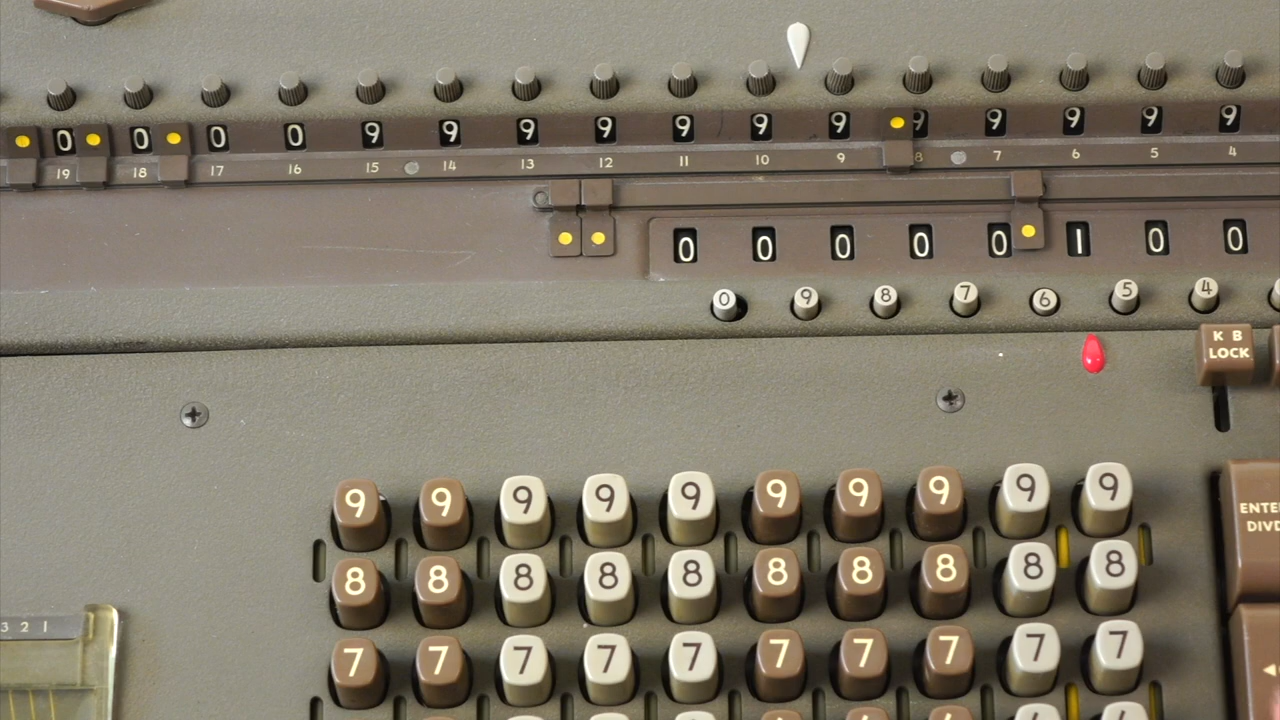 0 0 0 0 9 9 9 9 9 9 9 9 9 9 9 9
19 18 17 16 15 14 13 12 11 10 9 8 7 6 5 4
0 0 0 0 0 1 0 0
0 9 8 7 6 5 4
K B
LOCK
9 9 9 9 9 9 9 9 9 9
ENTE
DIVD
8 8 8 8 8 8 8 8 8 8
3 2 1
7 7 7 7 7 7 7 7 7 7